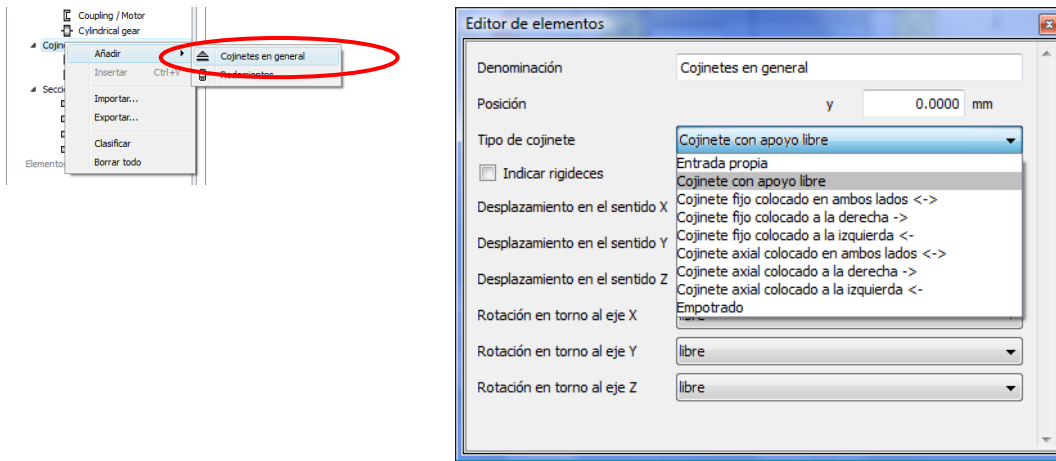 Coupling / Motor
Cylindrical gear
Cojin
Añadir
Cojinetes en general
Insertar Ctrl+V
Rodamientos
Secci
Importar...
Exportar...
Clasificar
Elemento
Borrar todo
Editor de elementos
Denominación Cojinetes en general
Posición y 0.0000 mm
Tipo de cojinete Cojinete con apoyo libre
Entrada propia
Indicar rigideces
Cojinete con apoyo libre
Cojinete fijo colocado en ambos lados <->
Desplazamiento en el sentido X
Cojinete fijo colocado a la derecha ->
Cojinete fijo colocado a la izquierda <-
Desplazamiento en el sentido Y
Cojinete axial colocado en ambos lados <->
Cojinete axial colocado a la derecha ->
Desplazamiento en el sentido Z
Cojinete axial colocado a la izquierda <-
Empotrado
Rotación en torno al eje X libre
Rotación en torno al eje Y libre
Rotación en torno al eje Z libre